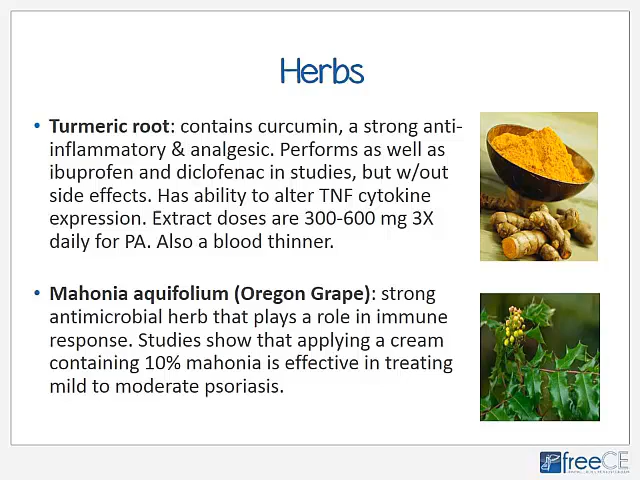 Herbs
• Turmeric root: contains curcumin, a strong anti-
inflammatory & analgesic. Performs as well as
ibuprofen and diclofenac in studies, but w/out
side effects. Has ability to alter TNF cytokine
expression. Extract doses are 300-600 mg 3X
daily for PA. Also a blood thinner.
• Mahonia aquifolium (Oregon Grape): strong
antimicrobial herb that plays a role in immune
response. Studies show that applying a cream
containing 10% mahonia is effective in treating
mild to moderate psoriasis.
freeCE